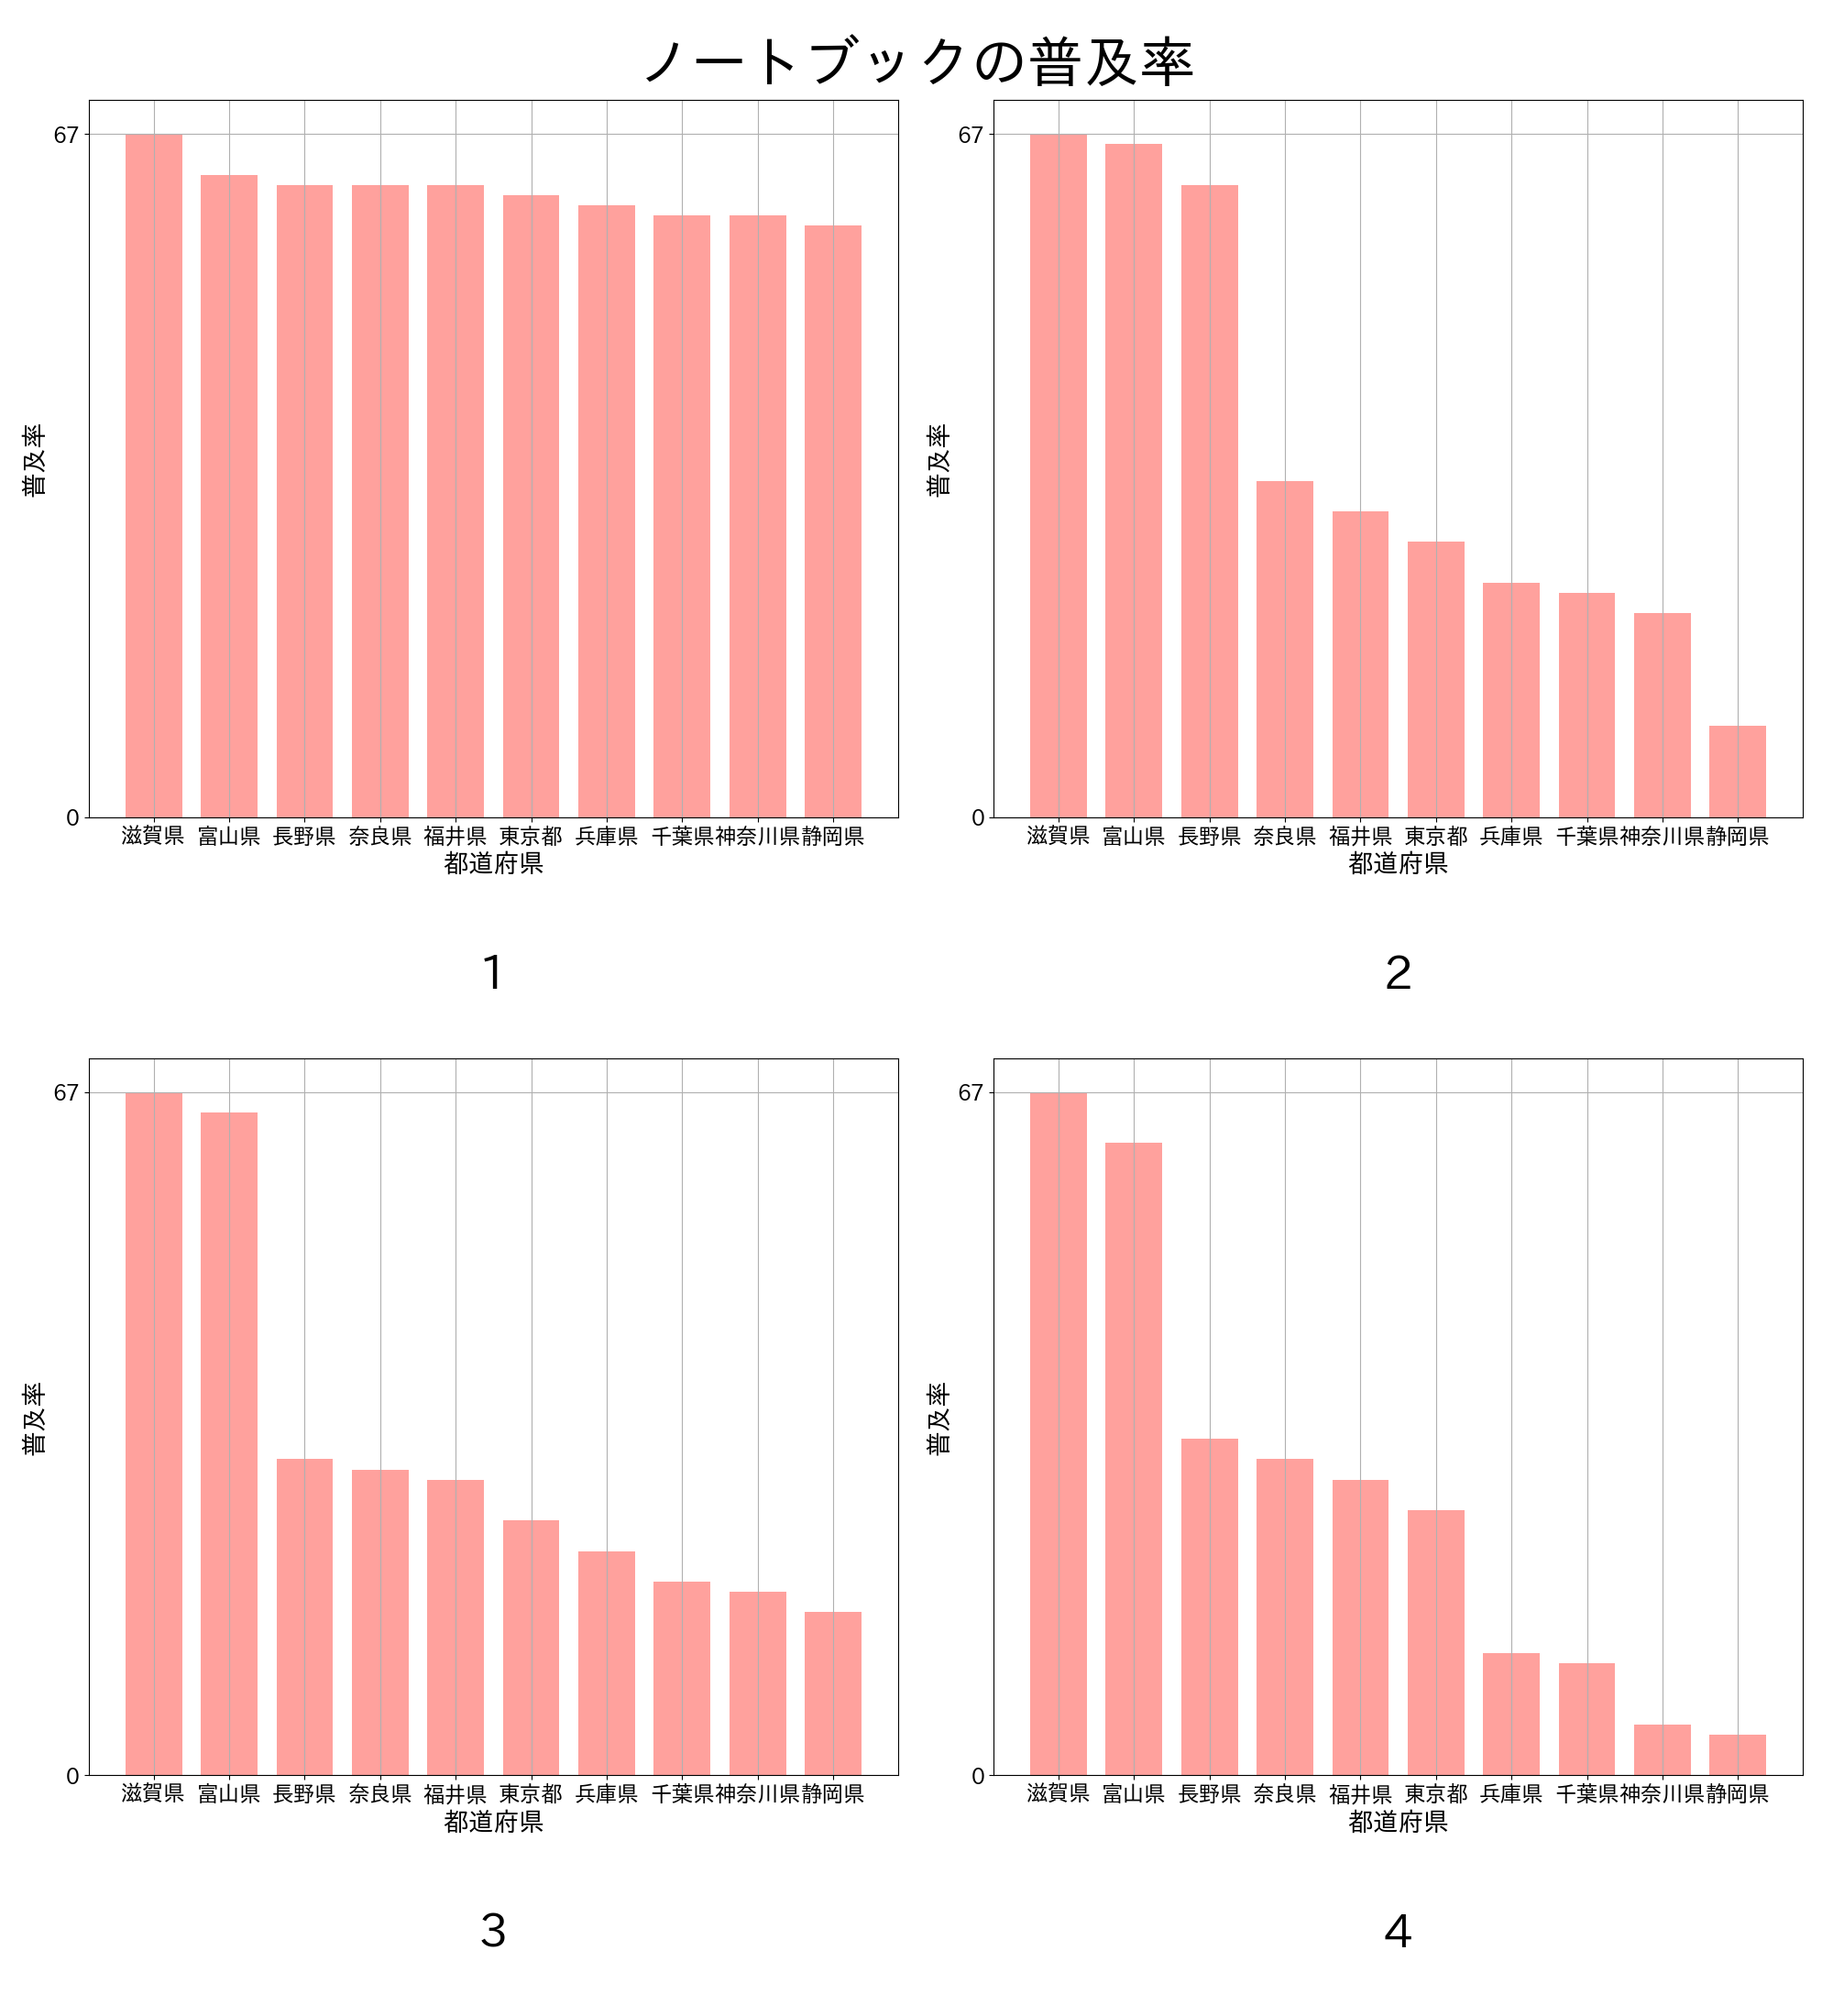 ノートブックの普及率
67
0
普及率
滋賀県 富山県 長野県 奈良県 福井県 東京都 兵庫県 千葉県 神奈川県 静岡県
都道府県
1
67
0
普及率
滋賀県 富山県 長野県 奈良県 福井県 東京都 兵庫県 千葉県 神奈川県 静岡県
都道府県
2
67
0
普及率
滋賀県 富山県 長野県 奈良県 福井県 東京都 兵庫県 千葉県 神奈川県 静岡県
都道府県
3
67
0
普及率
滋賀県 富山県 長野県 奈良県 福井県 東京都 兵庫県 千葉県 神奈川県 静岡県
都道府県
4